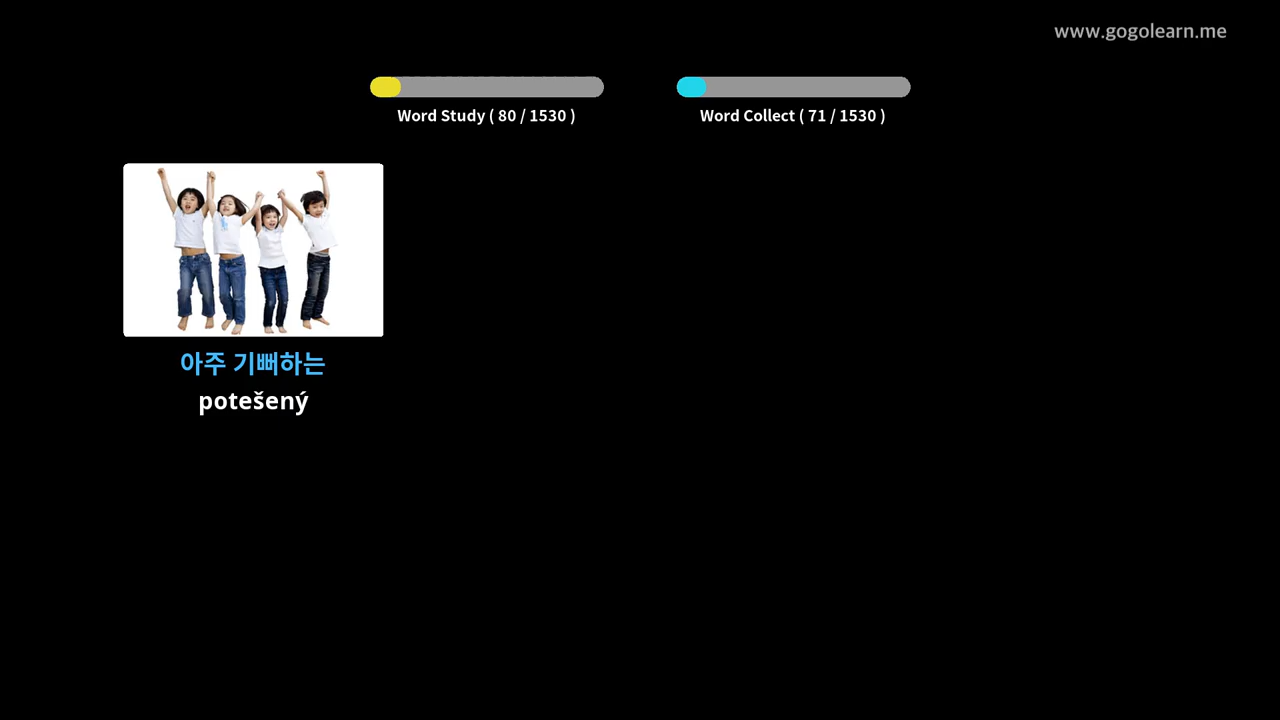 www.gogolearn.me
Word Study ( 80 / 1530 )
Word Collect ( 71 / 1530 )
아주 기뻐하는
potešený